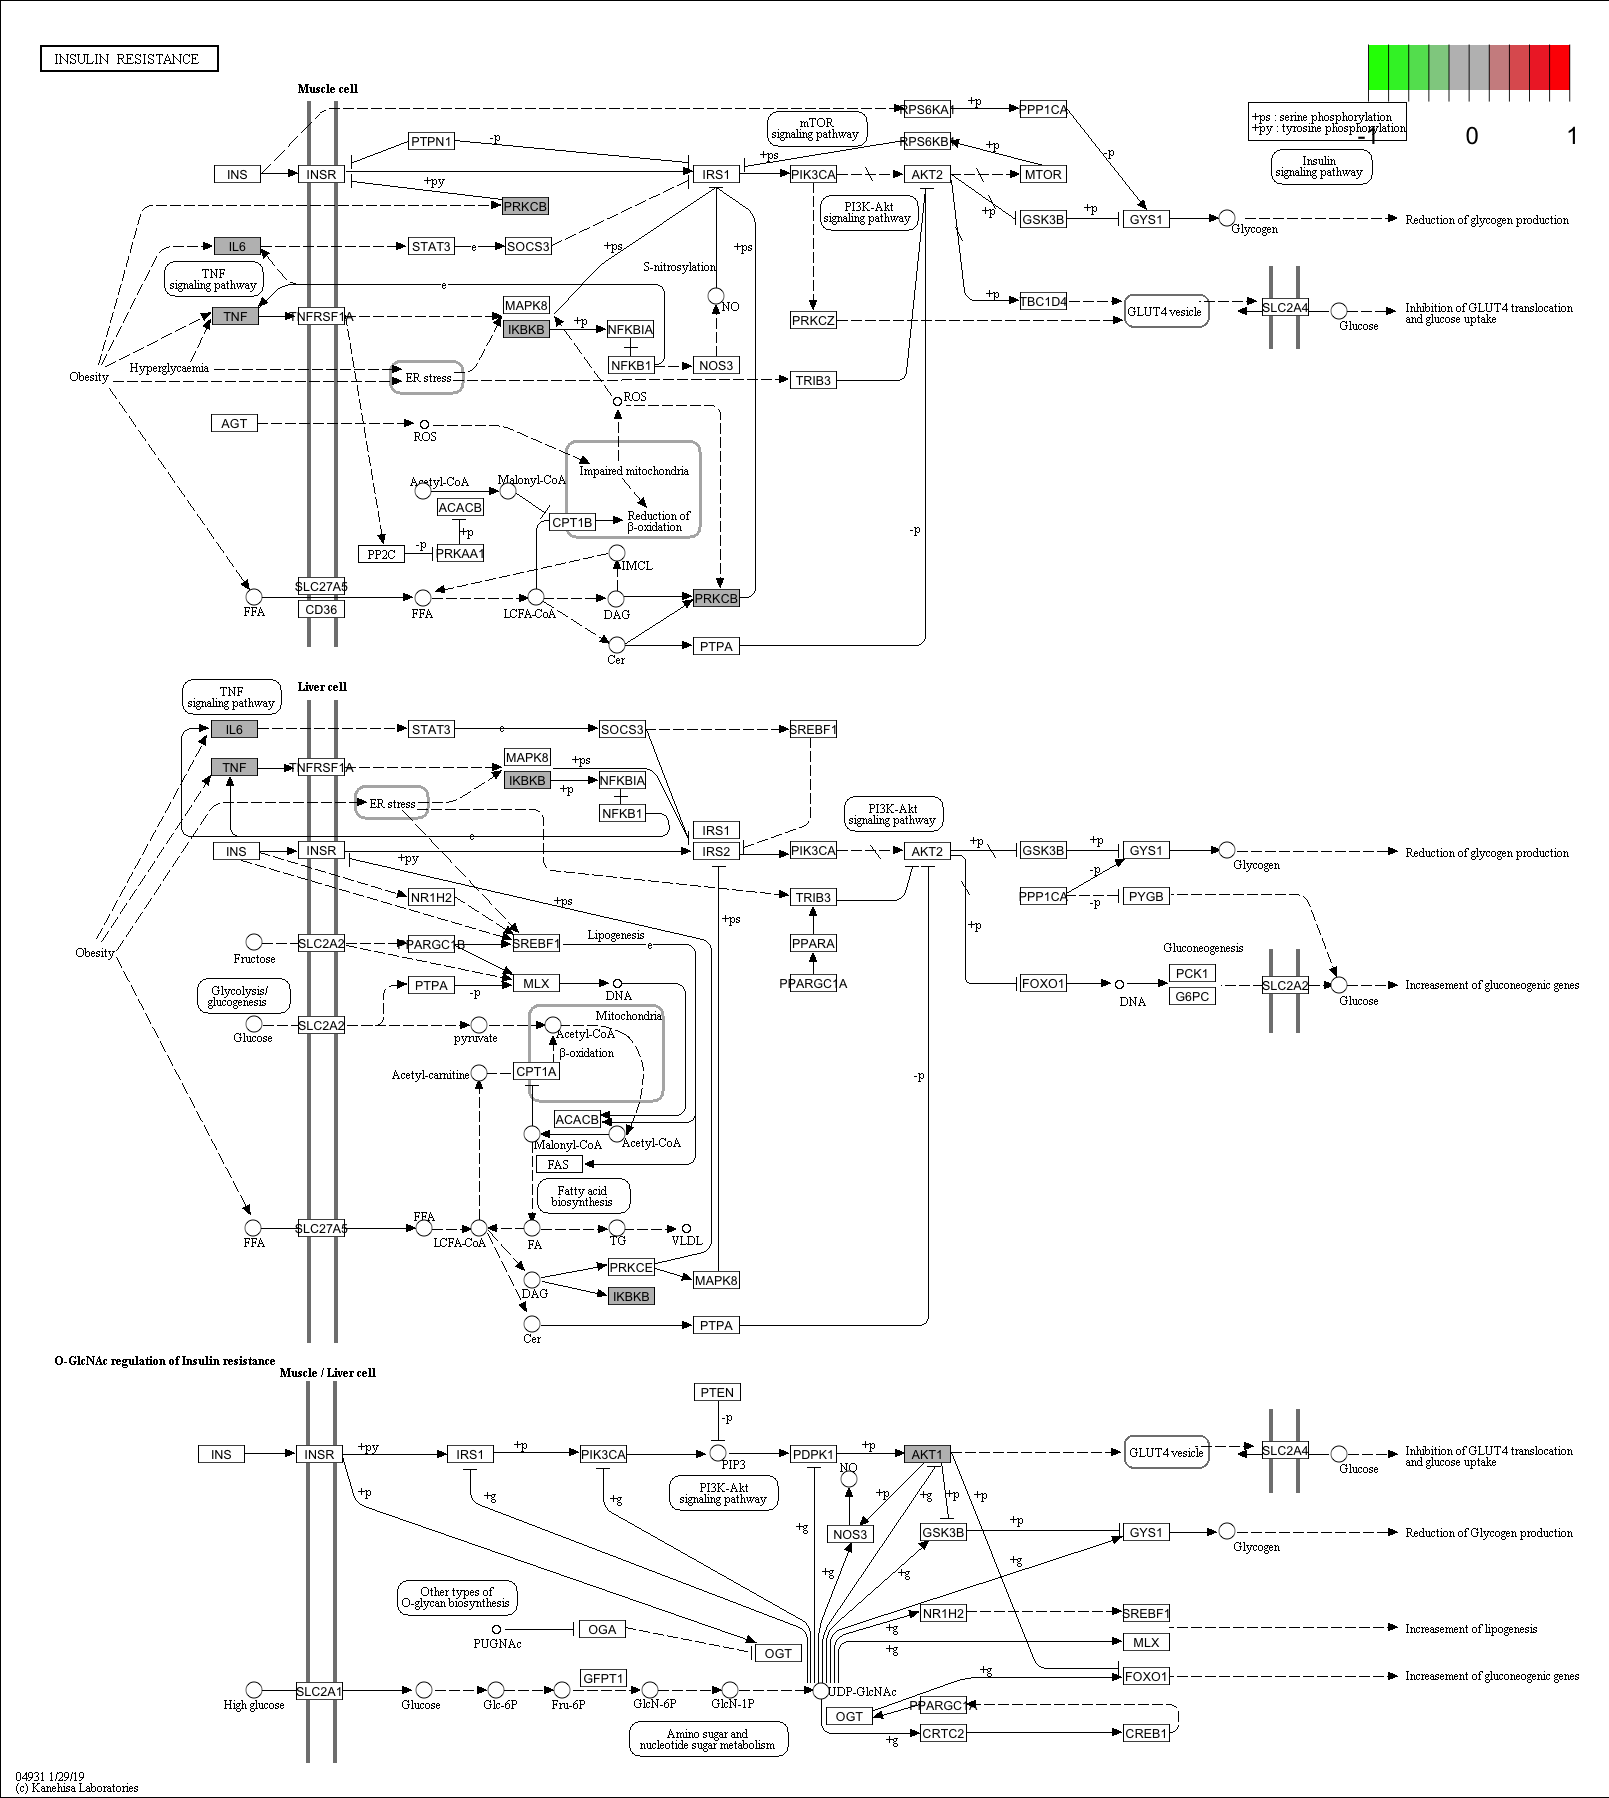 INSULIN RESISTANCE
-1
0
1
+ps : serine phosphorylation
+py : tyrosine phosphorylation
Insulin
signaling pathway
Muscle cell
mTOR
signaling pathway
RPS6KA1
+p
PPP1CA
PTPN1
-p
+ps
RPS6KB1
+p
-p
INS
INSR
IRS1
PIK3CA
AKT2
MTOR
+py
PRKCB
PI3K-Akt
signaling pathway
+p
GSK3B
+p
GYS1
Glycogen
Reduction of glycogen production
IL6
STAT3
e
SOCS3
+ps
+ps
TNF
signaling pathway
S-nitrosylation
e
NO
+p
TBC1D4
GLUT4 vesicle
SLC2A4
Glucose
Inhibition of GLUT4 translocation
and glucose uptake
TNF
TNFRSF1A
MAPK8
IKBKB
+p
NFKBIA
PRKCZ
NFKB1
NOS3
Hyperglycaemia
Obesity
ER stress
TRIB3
ROS
AGT
ROS
Impaired mitochondria
Acetyl-CoA
Malonyl-CoA
ACACB
CPT1B
Reduction of
β-oxidation
+p
-p
PP2C
-p
PRKAA1
IMCL
SLC27A5
FFA
CD36
FFA
LCFA-CoA
DAG
PRKCB
Cer
PTPA
TNF
signaling pathway
Liver cell
IL6
STAT3
e
SOCS3
SREBF1
TNF
TNFRSF1A
MAPK8
+ps
IKBKB
+p
NFKBIA
ER stress
NFKB1
PI3K-Akt
signaling pathway
e
IRS1
INS
INSR
+py
IRS2
PIK3CA
AKT2
+p
GSK3B
+p
GYS1
Glycogen
Reduction of glycogen production
-p
NR1H2
+ps
+ps
TRIB3
PPP1CA
-p
PYGB
+p
Obesity
Fructose
SLC2A2
PPARGC1B
SREBF1
Lipogenesis
e
PPARA
Gluconeogenesis
Glycolysis/
glucogenesis
PTPA
-p
MLX
DNA
PPARGC1A
FOXO1
DNA
PCK1
G6PC
SLC2A2
Glucose
Increasement of gluconeogenic genes
Glucose
SLC2A2
pyruvate
Mitochondria
Acetyl-CoA
β-oxidation
Acetyl-carnitine
CPT1A
-p
ACACB
Malonyl-CoA
Acetyl-CoA
FAS
Fatty acid
biosynthesis
FFA
SLC27A5
FFA
LCFA-CoA
FA
TG
VLDL
PRKCE
MAPK8
DAG
IKBKB
Cer
PTPA
O-GlcNAc regulation of Insulin resistance
Muscle / Liver cell
PTEN
-p
INS
INSR
+py
IRS1
+p
PIK3CA
PIP3
PDPK1
+p
AKT1
GLUT4 vesicle
SLC2A4
Glucose
Inhibition of GLUT4 translocation
and glucose uptake
PI3K-Akt
signaling pathway
NO
+p
+g
+g
+p
+g
+p
+p
+g
NOS3
GSK3B
+p
GYS1
Glycogen
Reduction of Glycogen production
+g
+g
+g
Other types of
O-glycan biosynthesis
PUGNAc
OGA
OGT
NR1H2
+g
SREBF1
Increasement of lipogenesis
+g
MLX
+g
FOXO1
Increasement of gluconeogenic genes
High glucose
SLC2A1
Glucose
Glc-6P
Fru-6P
GFPT1
GlcN-6P
GlcN-1P
UDP-GlcNAc
OGT
PPARGC1A
+g
CRTC2
CREB1
Amino sugar and
nucleotide sugar metabolism
04931 1/29/19
(c) Kanehisa Laboratories